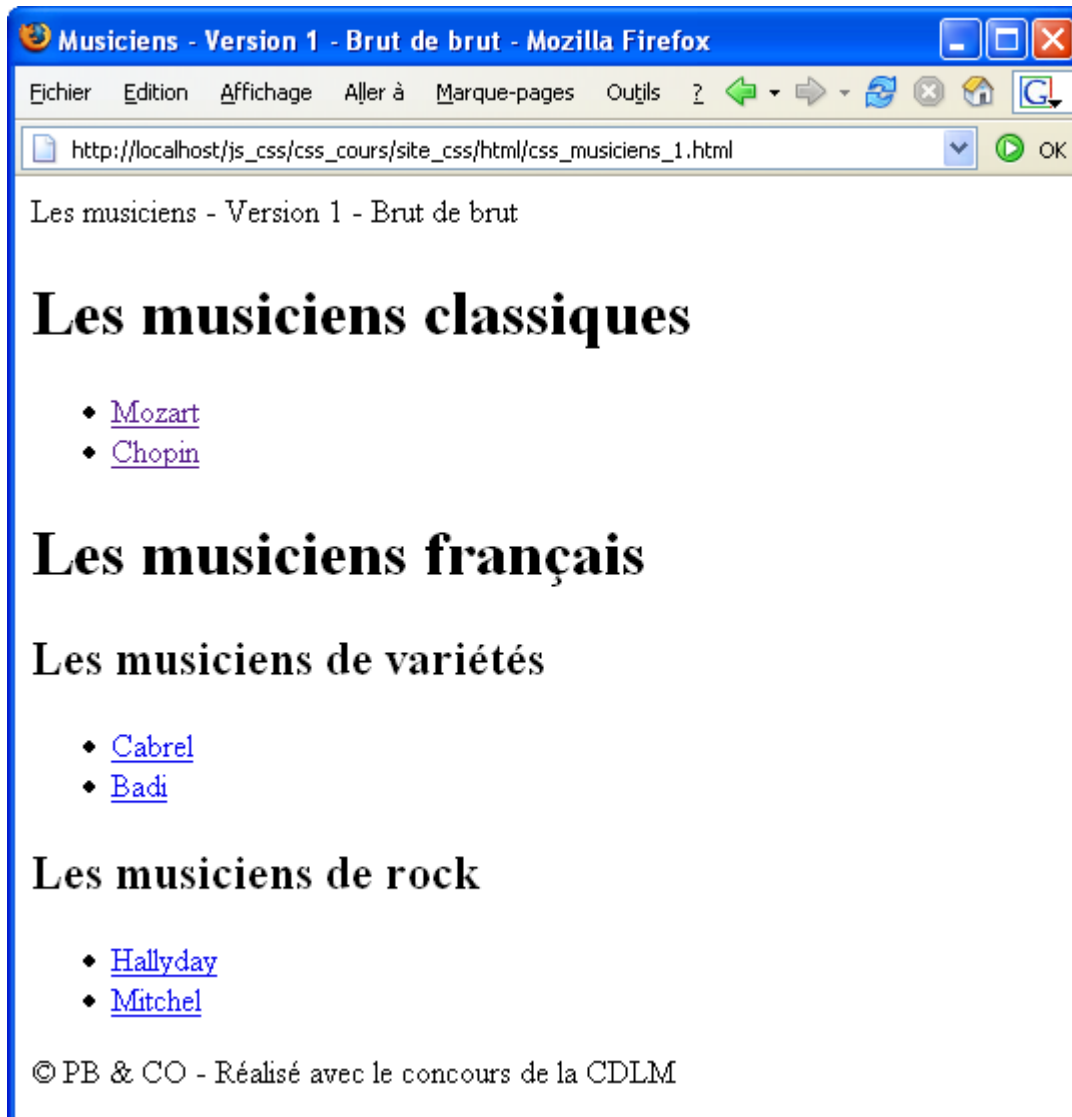 Musiciens - Version 1 - Brut de brut - Mozilla Firefox
Fichier Edition Affichage Aller à Marque-pages Outils ?
http://localhost/js_css/css_cours/site_css/html/css_musiciens_1.html OK
Les musiciens - Version 1 - Brut de brut
Les musiciens classiques
• Mozart
• Chopin
Les musiciens français
Les musiciens de variétés
• Cabrel
• Badi
Les musiciens de rock
• Hallyday
• Mitchel
© PB & CO - Réalisé avec le concours de la CDLM